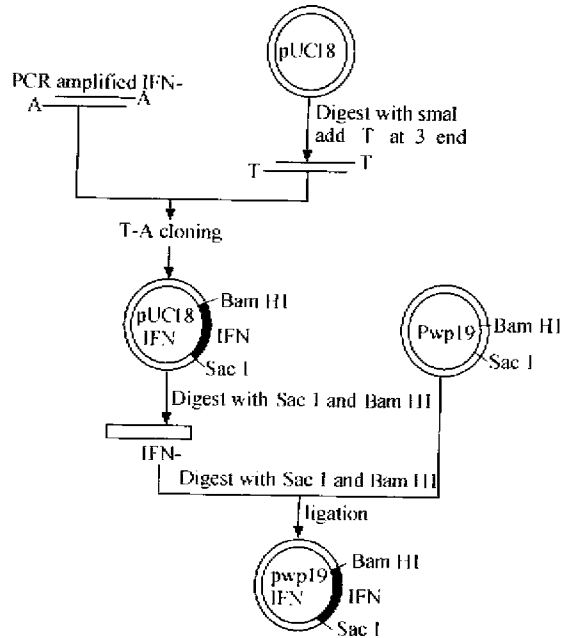 pUC18
PCR amplified IFN-
A A
Digest with smaI
add T at 3 end
T T
T-A cloning
pUC18
IFN
Bam HI
IFN
Sac I
Pwp19
Bam HI
Sac I
Digest with Sac I and Bam HI
IFN-
Digest with Sac I and Bam HI
ligation
pwp19
IFN
Bam HI
IFN
Sac I